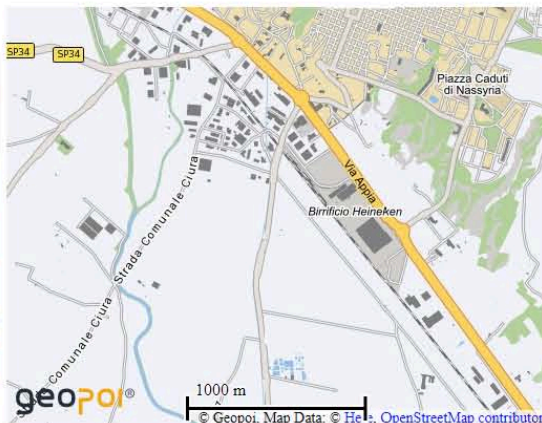 SP34
SP34
Piazza Caduti
di Nassyria
Via Appia
Birrificio Heineken
Strada Comunale Ciura
Strada Comunale Ciura
geopoi®
1000 m
© Geopoi, Map Data: © Here, OpenStreetMap contributor